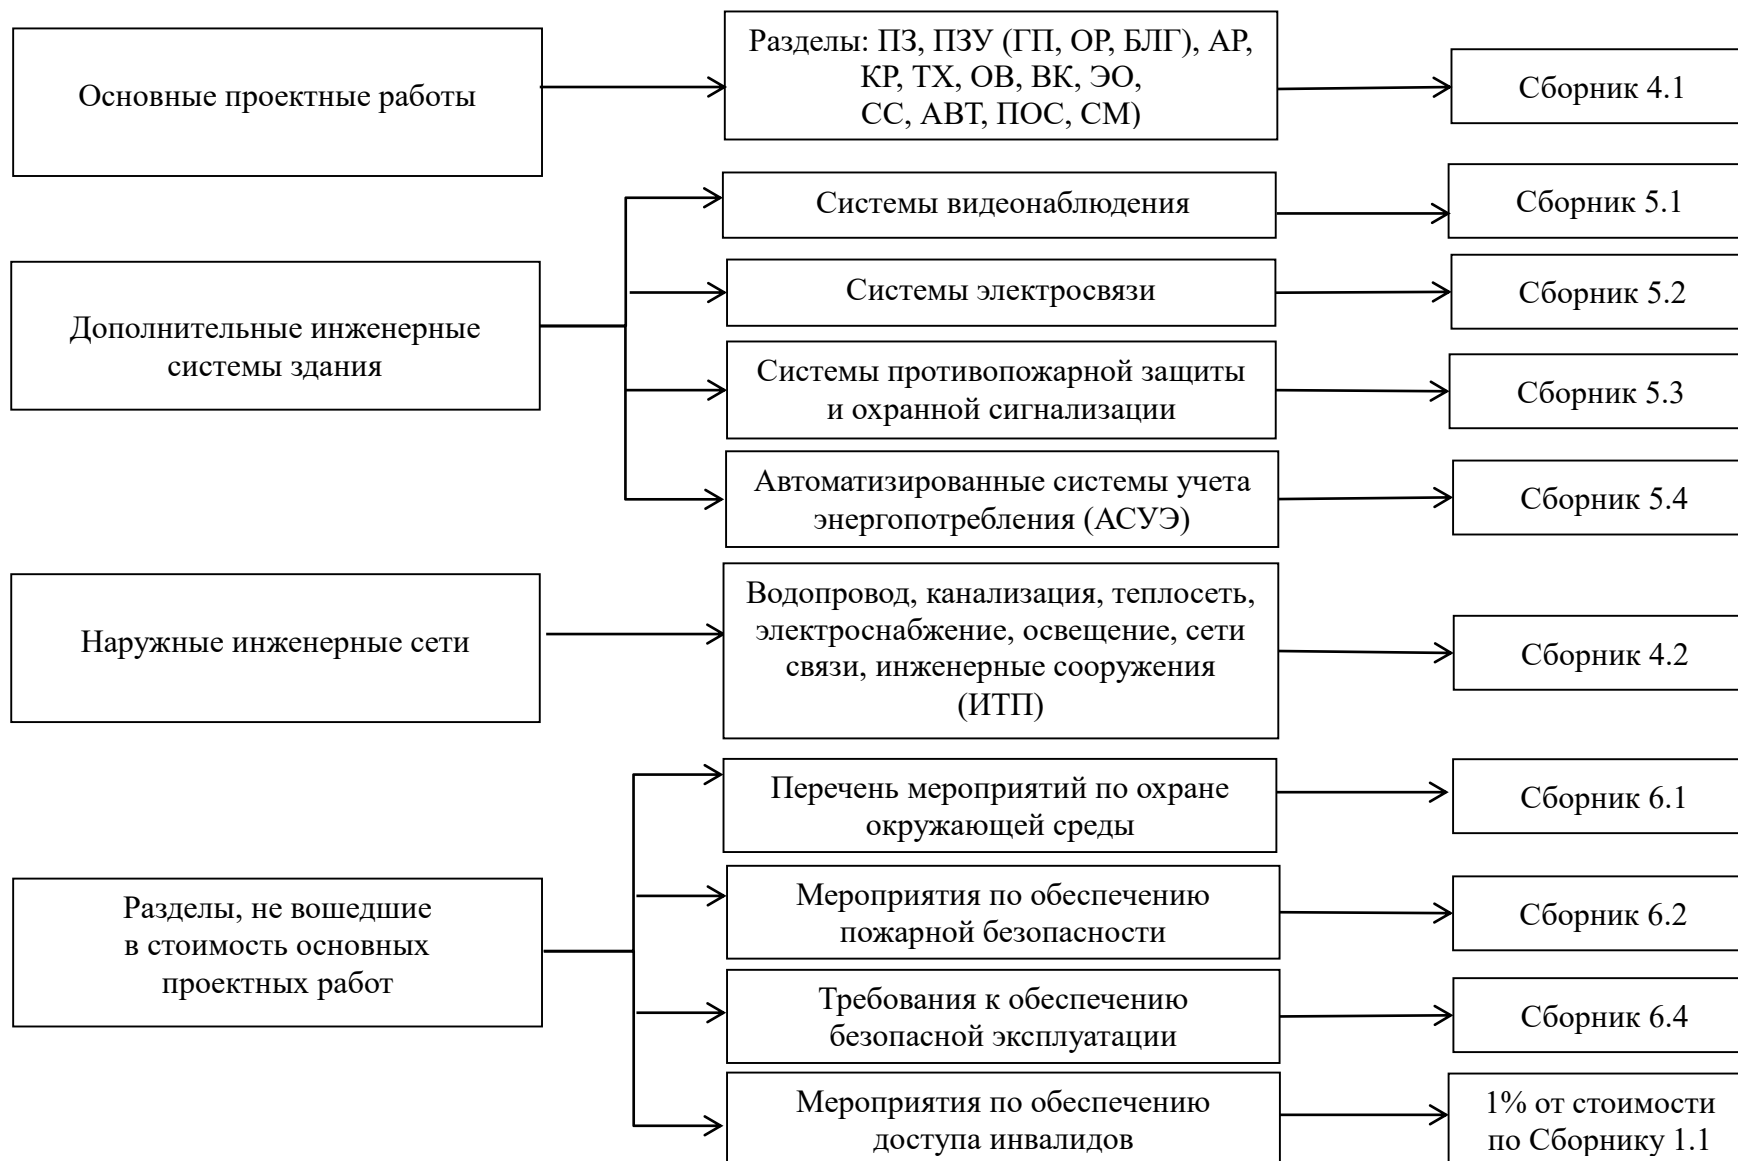 Основные проектные работы
Разделы: ПЗ, ПЗУ (ГП, ОР, БЛГ), АР,
КР, ТХ, ОВ, ВК, ЭО,
СС, АВТ, ПОС, СМ)
Сборник 4.1
Дополнительные инженерные
системы здания
Системы видеонаблюдения
Сборник 5.1
Системы электросвязи
Сборник 5.2
Системы противопожарной защиты
и охранной сигнализации
Сборник 5.3
Автоматизированные системы учета
энергопотребления (АСУЭ)
Сборник 5.4
Наружные инженерные сети
Водопровод, канализация, теплосеть,
электроснабжение, освещение, сети
связи, инженерные сооружения
(ИТП)
Сборник 4.2
Разделы, не вошедшие
в стоимость основных
проектных работ
Перечень мероприятий по охране
окружающей среды
Сборник 6.1
Мероприятия по обеспечению
пожарной безопасности
Сборник 6.2
Требования к обеспечению
безопасной эксплуатации
Сборник 6.4
Мероприятия по обеспечению
доступа инвалидов
1% от стоимости
по Сборнику 1.1